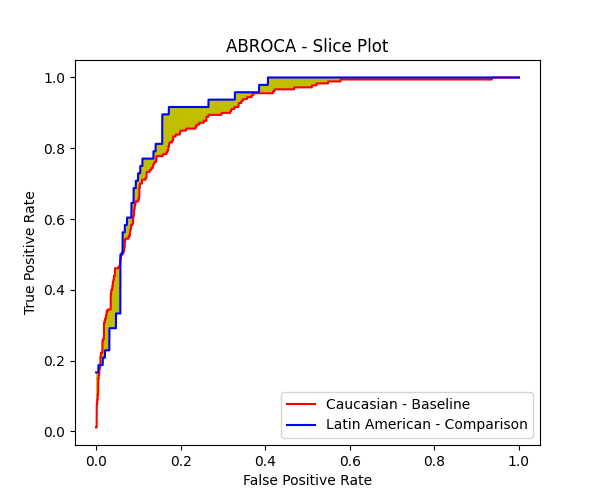 ABROCA - Slice Plot
True Positive Rate
1.0
0.8
0.6
0.4
0.2
0.0
Caucasian - Baseline
Latin American - Comparison
0.0 0.2 0.4 0.6 0.8 1.0
False Positive Rate